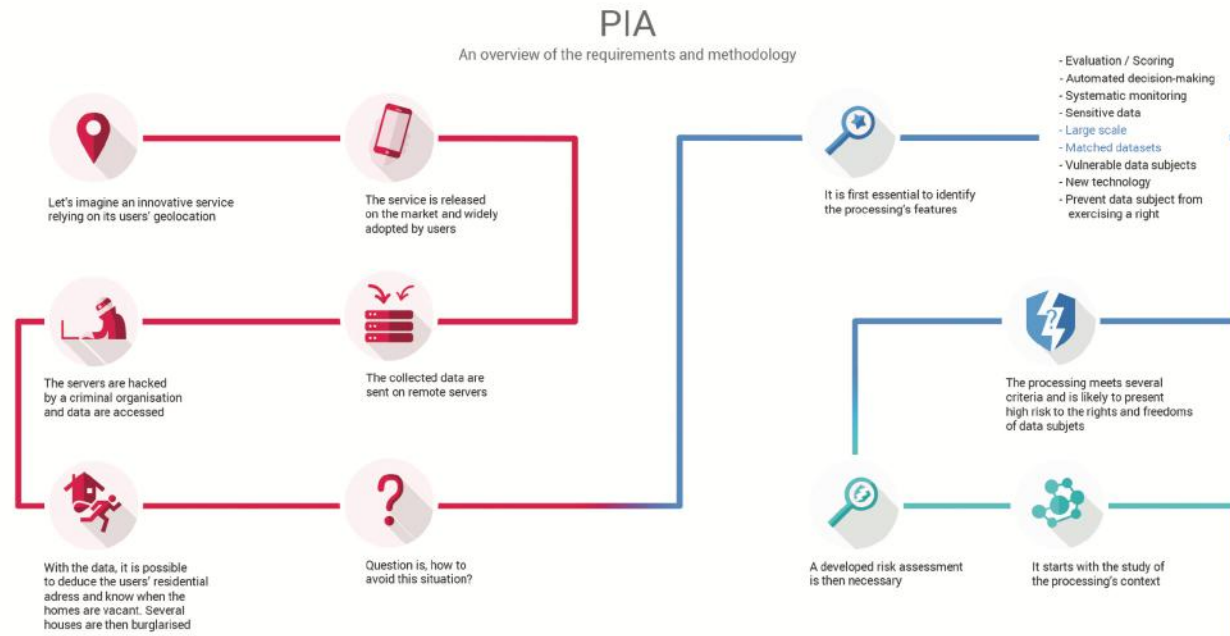 PIA
An overview of the requirements and methodology
Let's imagine an innovative service
relying on its users' geolocation
The service is released
on the market and widely
adopted by users
The collected data are
sent on remote servers
The servers are hacked
by a criminal organisation
and data are accessed
With the data, it is possible
to deduce the users' residential
adress and know when the
homes are vacant. Several
houses are then burglarised
Question is, how to
avoid this situation?
It is first essential to identify
the processing's features
- Evaluation / Scoring
- Automated decision-making
- Systematic monitoring
- Sensitive data
- Large scale
- Matched datasets
- Vulnerable data subjects
- New technology
- Prevent data subject from
exercising a right
?
The processing meets several
criteria and is likely to present
high risk to the rights and freedoms
of data subjets
A developed risk assessment
is then necessary
It starts with the study of
the processing's context